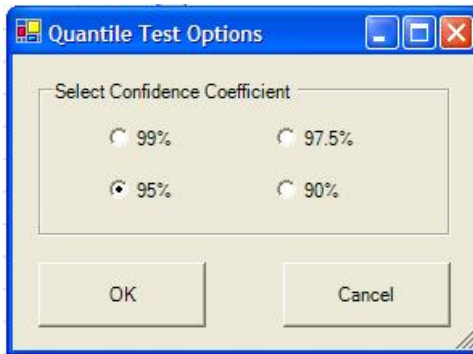 Quantile Test Options
Select Confidence Coefficient
99% 97.5%
95% 90%
OK Cancel